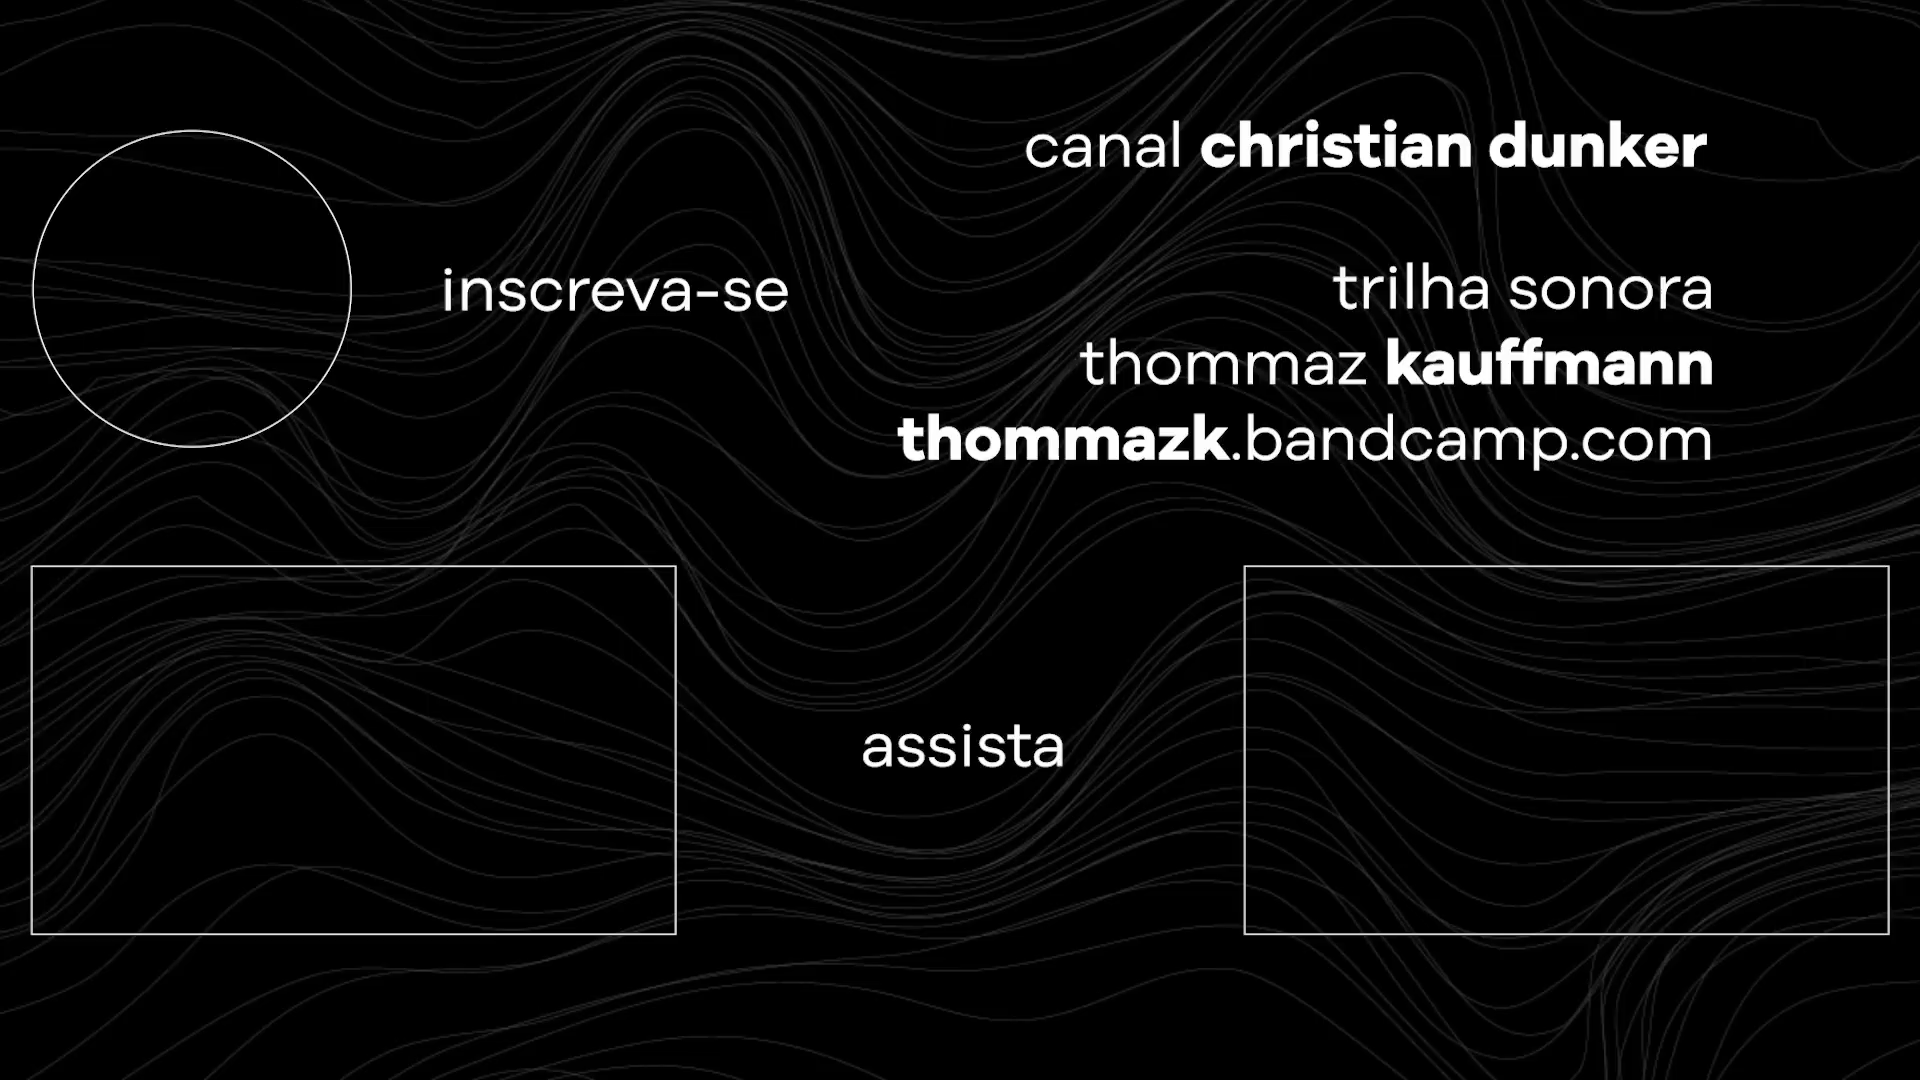 canal christian dunker
inscreva-se
trilha sonora
thommaz kauffmann
thommazk.bandcamp.com
assista